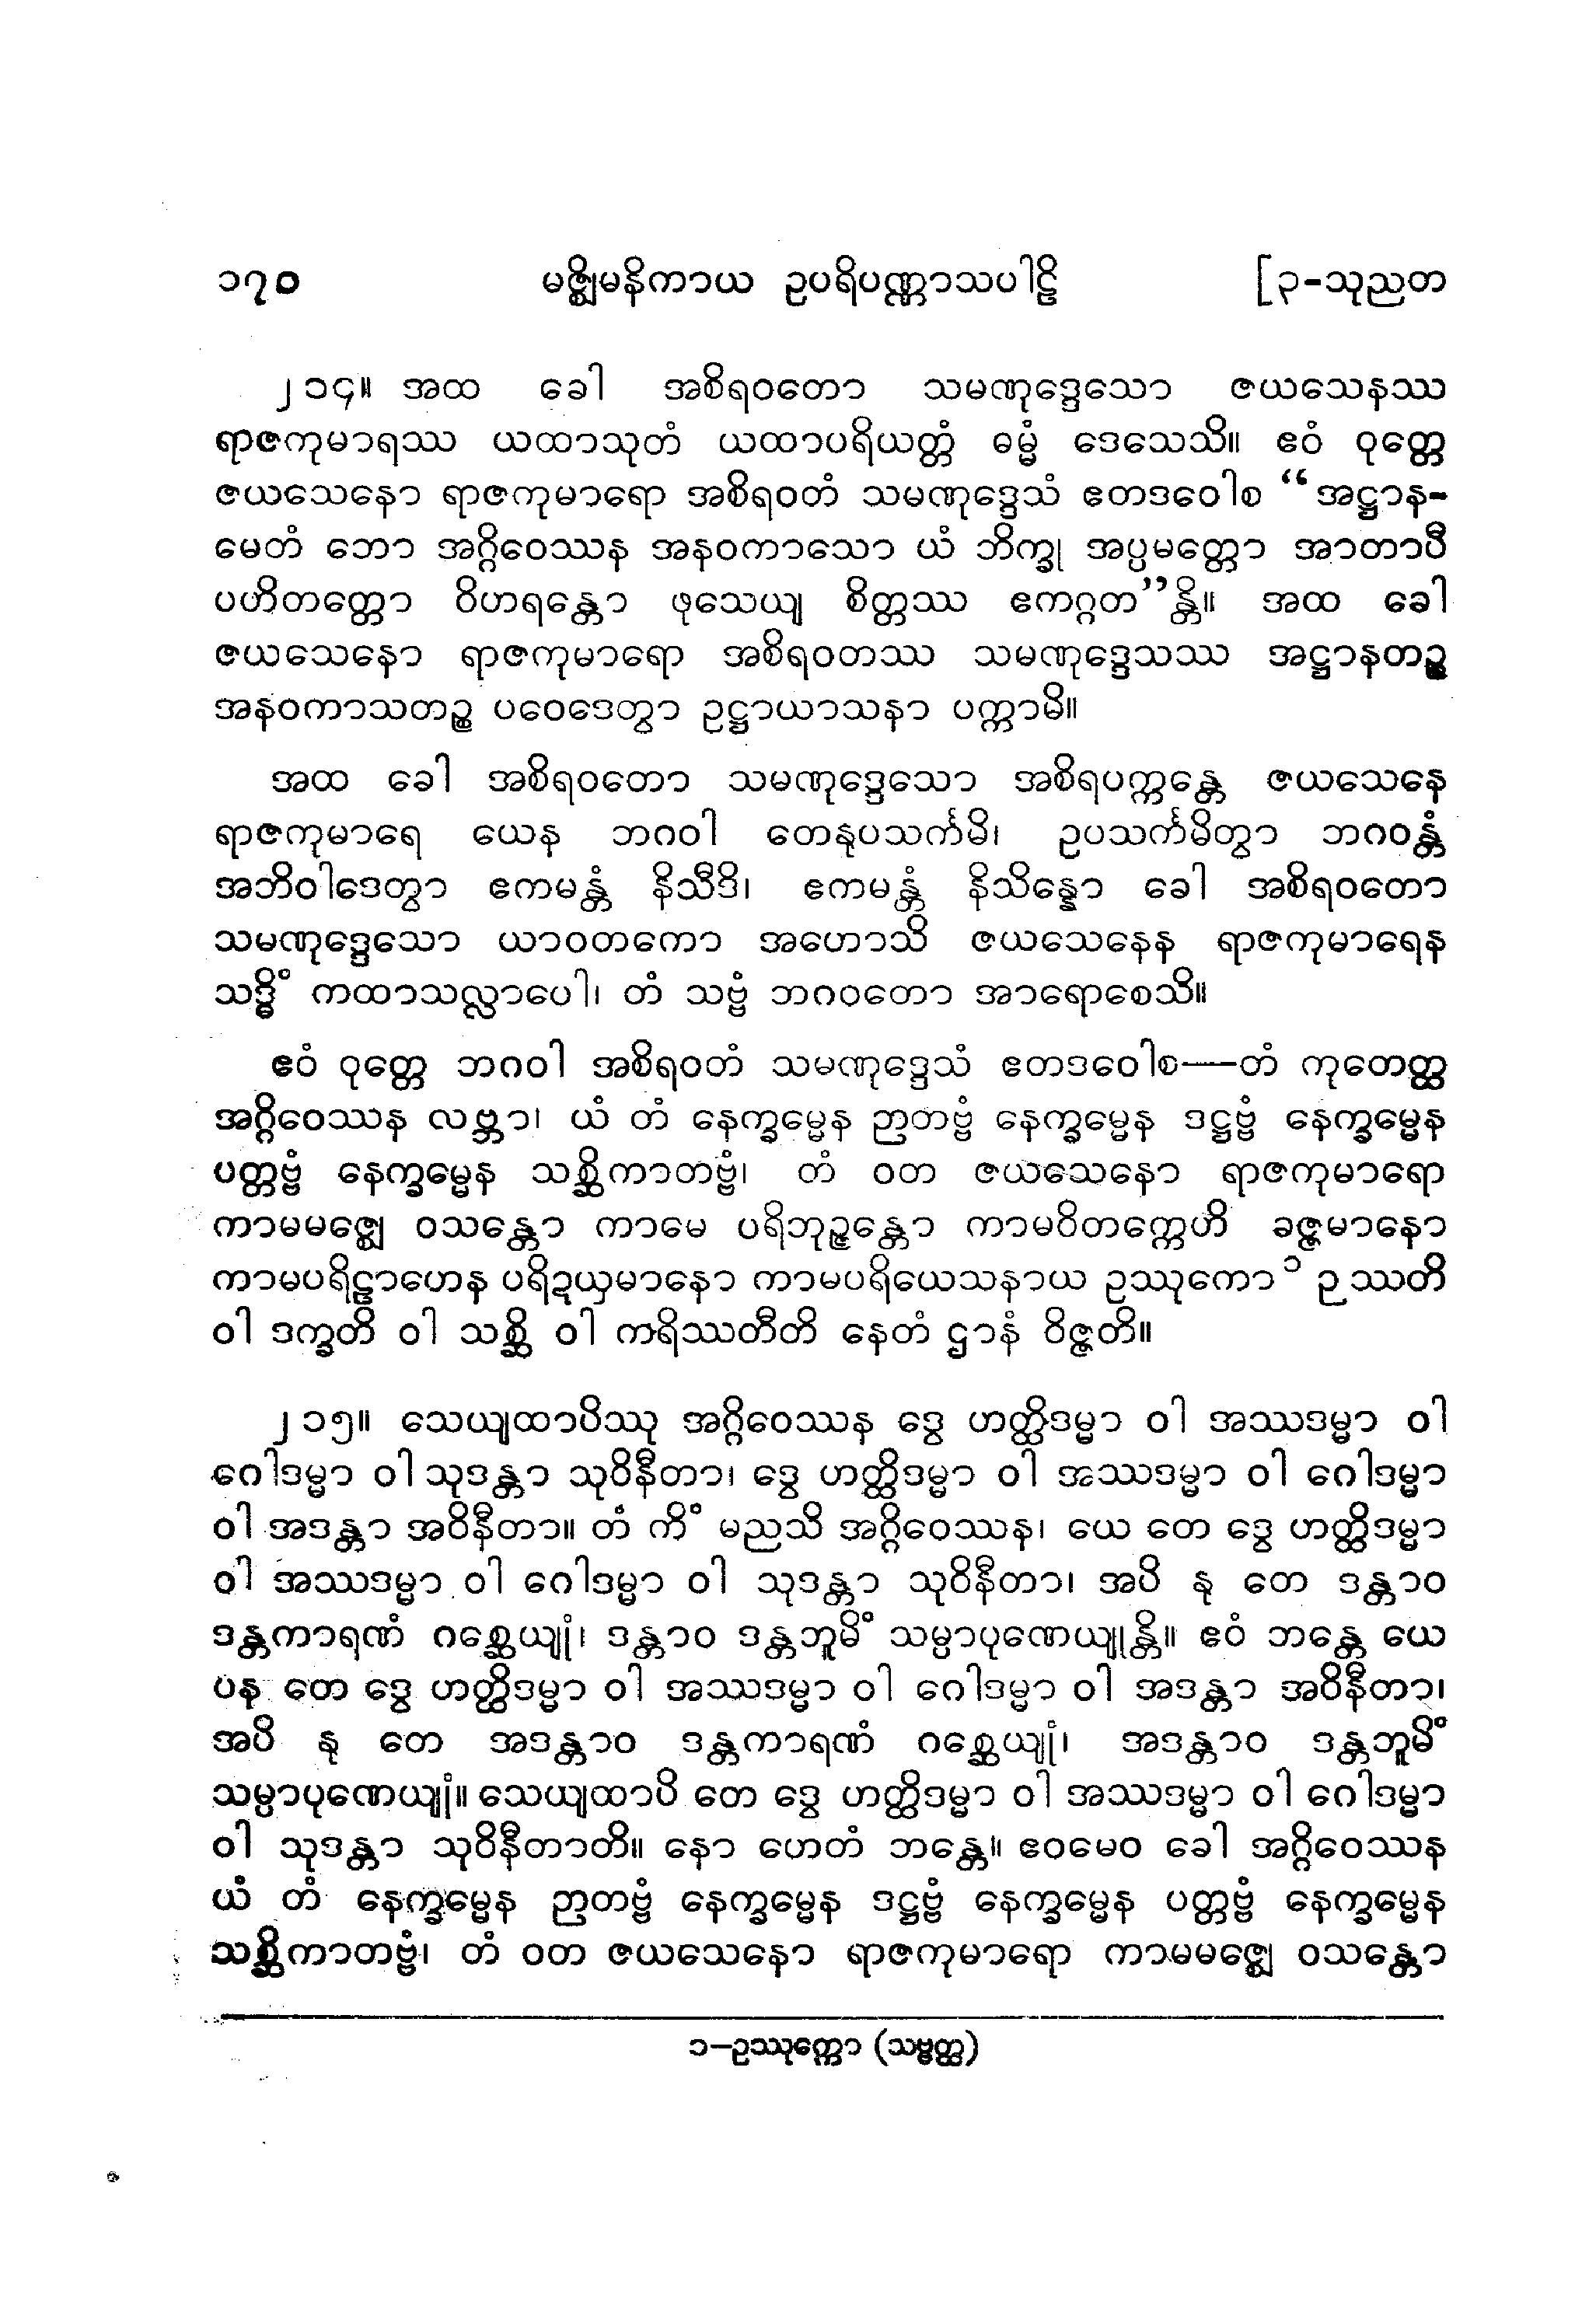 ၁၇၀ မဇ္ဈိမနိကာယ ဥပရိပဏ္ဏာသပါဠိ [၃-သုညတ
၂၁၄။ အထ ခေါ အစိရဝတော သမဏုဒ္ဒေသော ဇယသေနဿ
ရာဇကုမာရဿ ယထာသုတံ ယထာပရိယတ္တံ ဓမ္မံ ဒေသေသိ။ ဧဝံ ဝုတ္တေ
ဇယသေနော ရာဇကုမာရော အစိရဝတံ သမဏုဒ္ဒေသံ ဧတဒဝေါစ “အဋ္ဌာန-
မေတံ ဘော အဂ္ဂိဝေဿန အနဝကာသော ယံ ဘိက္ခု အပ္ပမတ္တော အာတာပီ
ပဟိတတ္တော ဝိဟရန္တော ဖုသေယျ စိတ္တဿ ဧကဂ္ဂတ”န္တိ။ အထ ခေါ
ဇယသေနော ရာဇကုမာရော အစိရဝတဿ သမဏုဒ္ဒေသဿ အဋ္ဌာနတဉ္စ
အနဝကာသတဉ္စ ပဝေဒေတွာ ဥဋ္ဌာယာသနာ ပက္ကာမိ။
အထ ခေါ အစိရဝတော သမဏုဒ္ဒေသော အစိရပက္ကန္တေ ဇယသေနေ
ရာဇကုမာရေ ယေန ဘဂဝါ တေနုပသင်္ကမိ၊ ဥပသင်္ကမိတွာ ဘဂဝန္တံ
အဘိဝါဒေတွာ ဧကမန္တံ နိသီဒိ၊ ဧကမန္တံ နိသိန္နော ခေါ အစိရဝတော
သမဏုဒ္ဒေသော ယာဝတကော အဟောသိ ဇယသေနေန ရာဇကုမာရေန
သဒ္ဓိံ ကထာသလ္လာပေါ၊ တံ သဗ္ဗံ ဘဂဝတော အာရောစေသိ။
ဧဝံ ဝုတ္တေ ဘဂဝါ အစိရဝတံ သမဏုဒ္ဒေသံ ဧတဒဝေါစ—တံ ကုတေတ္ထ
အဂ္ဂိဝေဿန လဗ္ဘာ၊ ယံ တံ နေက္ခမ္မေန ဉာတဗ္ဗံ နေက္ခမ္မေန ဒဋ္ဌဗ္ဗံ နေက္ခမ္မေန
ပတ္တဗ္ဗံ နေက္ခမ္မေန သစ္ဆိကာတဗ္ဗံ၊ တံ ဝတ ဇယသေနော ရာဇကုမာရော
ကာမမဇ္ဈေ ဝသန္တော ကာမေ ပရိဘုဉ္ဇန္တော ကာမဝိတက္ကေဟိ ခဇ္ဇမာနော
ကာမပရိဠာဟေန ပရိဍယှမာနော ကာမပရိယေသနာယ ဥဿုကော ၁ ဉဿတိ
ဝါ ဒက္ခတိ ဝါ သစ္ဆိ ဝါ ကရိဿတီတိ နေတံ ဌာနံ ဝိဇ္ဇတိ။
၂၁၅။ သေယျထာပိဿု အဂ္ဂိဝေဿန ဒွေ ဟတ္ထိဒမ္မာ ဝါ အဿဒမ္မာ ဝါ
ဂေါဒမ္မာ ဝါ သုဒန္တာ သုဝိနီတာ၊ ဒွေ ဟတ္ထိဒမ္မာ ဝါ အဿဒမ္မာ ဝါ ဂေါဒမ္မာ
ဝါ အဒန္တာ အဝိနီတာ။ တံ ကိံ မညသိ အဂ္ဂိဝေဿန၊ ယေ တေ ဒွေ ဟတ္ထိဒမ္မာ
ဝါ အဿဒမ္မာ ဝါ ဂေါဒမ္မာ ဝါ သုဒန္တာ သုဝိနီတာ၊ အပိ နု တေ ဒန္တာဝ
ဒန္တကာရဏံ ဂစ္ဆေယျုံ၊ ဒန္တာဝ ဒန္တဘူမိံ သမ္ပာပုဏေယျုန္တိ။ ဧဝံ ဘန္တေ ယေ
ပန တေ ဒွေ ဟတ္ထိဒမ္မာ ဝါ အဿဒမ္မာ ဝါ ဂေါဒမ္မာ ဝါ အဒန္တာ အဝိနီတာ၊
အပိ နု တေ အဒန္တာဝ ဒန္တကာရဏံ ဂစ္ဆေယျုံ၊ အဒန္တာဝ ဒန္တဘူမိံ
သမ္ပာပုဏေယျုံ။ သေယျထာပိ တေ ဒွေ ဟတ္ထိဒမ္မာ ဝါ အဿဒမ္မာ ဝါ ဂေါဒမ္မာ
ဝါ သုဒန္တာ သုဝိနီတာတိ။ နော ဟေတံ ဘန္တေ။ ဧဝမေဝ ခေါ အဂ္ဂိဝေဿန
ယံ တံ နေက္ခမ္မေန ဉာတဗ္ဗံ နေက္ခမ္မေန ဒဋ္ဌဗ္ဗံ နေက္ခမ္မေန ပတ္တဗ္ဗံ နေက္ခမ္မေန
သစ္ဆိကာတဗ္ဗံ၊ တံ ဝတ ဇယသေနော ရာဇကုမာရော ကာမမဇ္ဈေ ဝသန္တော
၁–ဥဿုက္ကော (သဗ္ဗတ္ထ)